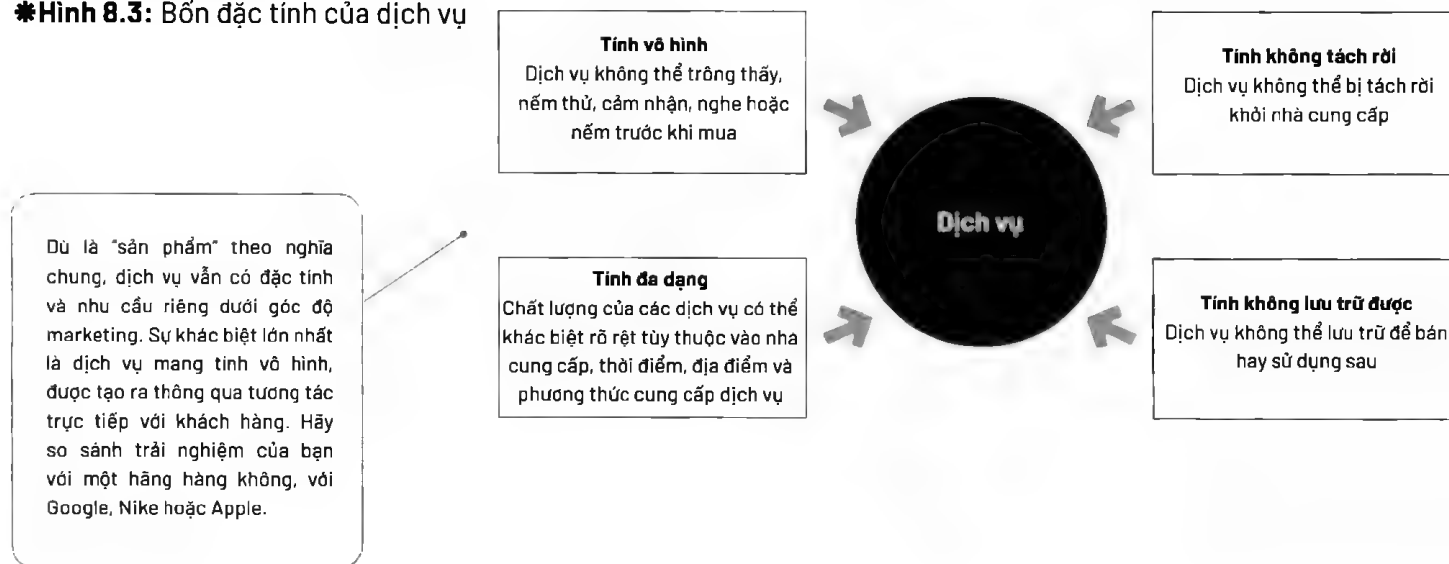 ✱Hình 8.3: Bốn đặc tính của dịch vụ
Tính vô hình
Dịch vụ không thể trông thấy,
nếm thử, cảm nhận, nghe hoặc
nếm trước khi mua
Tính không tách rời
Dịch vụ không thể bị tách rời
khỏi nhà cung cấp
Dịch vụ
Dù là "sản phẩm" theo nghĩa
chung, dịch vụ vẫn có đặc tính
và nhu cầu riêng dưới góc độ
marketing. Sự khác biệt lớn nhất
là dịch vụ mang tính vô hình,
được tạo ra thông qua tương tác
trực tiếp với khách hàng. Hãy
so sánh trải nghiệm của bạn
với một hãng hàng không, với
Google, Nike hoặc Apple.
Tính đa dạng
Chất lượng của các dịch vụ có thể
khác biệt rõ rệt tùy thuộc vào nhà
cung cấp, thời điểm, địa điểm và
phương thức cung cấp dịch vụ
Tính không lưu trữ được
Dịch vụ không thể lưu trữ để bán
hay sử dụng sau